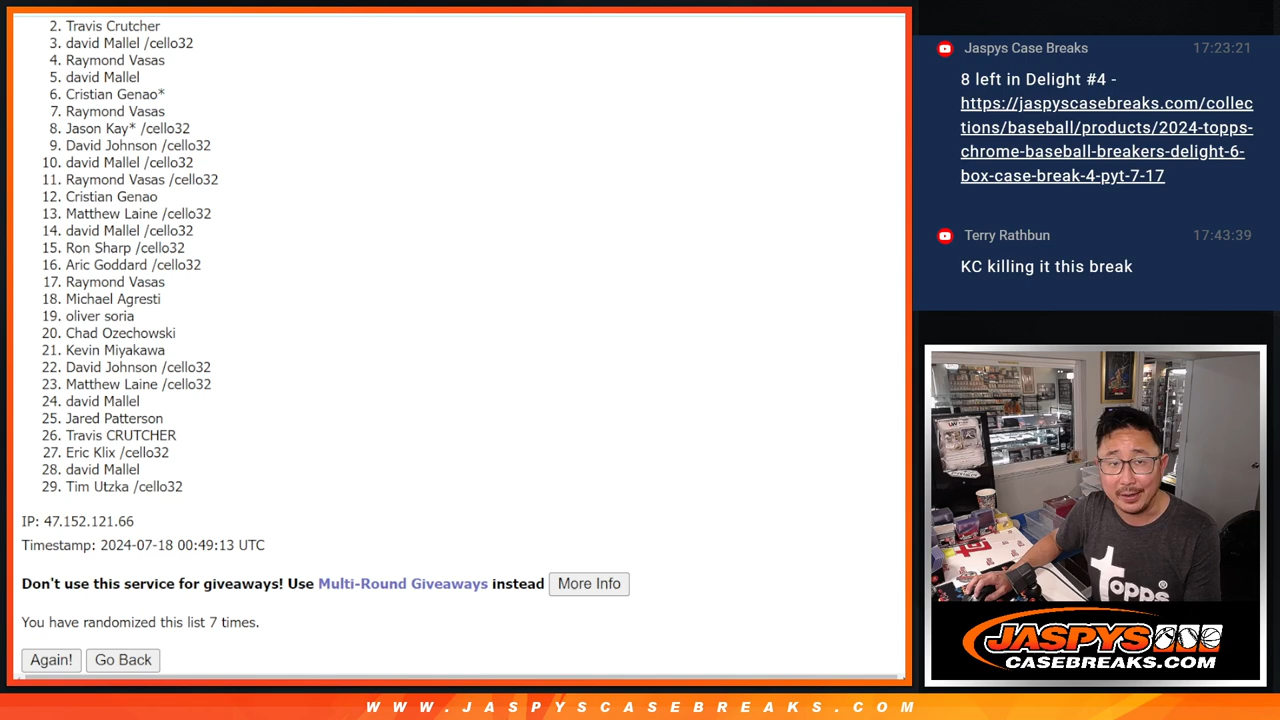 2. Travis Crutcher
3. david Mallel /cello32
4. Raymond Vasas
5. david Mallel
6. Cristian Genao*
7. Raymond Vasas
8. Jason Kay* /cello32
9. David Johnson /cello32
10. david Mallel /cello32
11. Raymond Vasas /cello32
12. Cristian Genao
13. Matthew Laine /cello32
14. david Mallel /cello32
15. Ron Sharp /cello32
16. Aric Goddard /cello32
17. Raymond Vasas
18. Michael Agresti
19. oliver soria
20. Chad Ozechowski
21. Kevin Miyakawa
22. David Johnson /cello32
23. Matthew Laine /cello32
24. david Mallel
25. Jared Patterson
26. Travis CRUTCHER
27. Eric Klix /cello32
28. david Mallel
29. Tim Utzka /cello32
IP: 47.152.121.66
Timestamp: 2024-07-18 00:49:13 UTC
Don't use this service for giveaways! Use Multi-Round Giveaways instead More Info
You have randomized this list 7 times.
Again! Go Back
Jaspys Case Breaks 17:23:21
8 left in Delight #4 -
https://jaspyscasebreaks.com/collec
tions/baseball/products/2024-topps-
chrome-baseball-breakers-delight-6-
box-case-break-4-pyt-7-17
Terry Rathbun 17:43:39
KC killing it this break
topps
JASPYS
CASEBREAKS.COM
WWW.JASPYSCASEBREAKS.COM